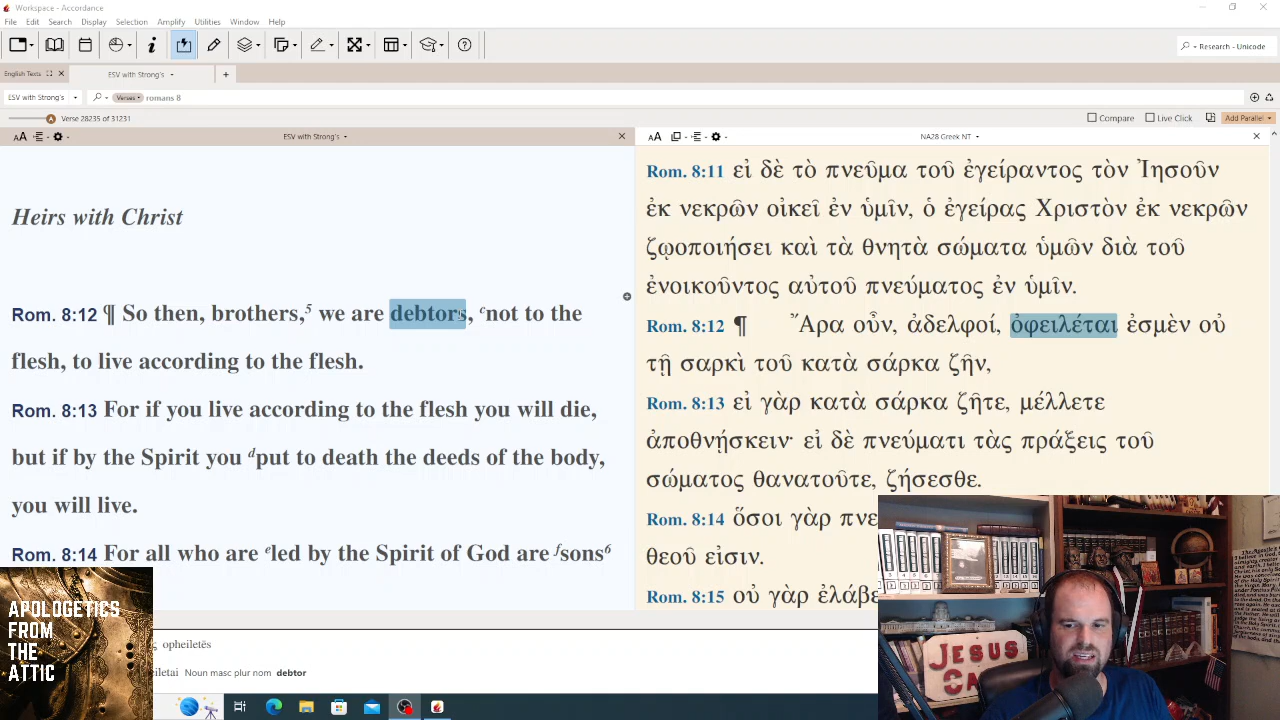 Workspace - Accordance
File Edit Search Display Selection Amplify Utilities Window Help
Research - Unicode
English Texts
ESV with Strong's
ESV with Strong's Verses romans 8
Verse 28235 of 31231
Compare Live Click Add Parallel
ESV with Strong's
Heirs with Christ
Rom. 8:12 ¶ So then, brothers,5 we are debtors, enot to the
flesh, to live according to the flesh.
Rom. 8:13 For if you live according to the flesh you will die,
but if by the Spirit you dput to death the deeds of the body,
you will live.
Rom. 8:14 For all who are eled by the Spirit of God are fsons6
NA28 Greek NT
Rom. 8:11 εἰ δὲ τὸ πνεῦμα τοῦ ἐγείραντος τὸν Ἰησοῦν
ἐκ νεκρῶν οἰκεῖ ἐν ὑμῖν, ὁ ἐγείρας Χριστὸν ἐκ νεκρῶν
ζῳοποιήσει καὶ τὰ θνητὰ σώματα ὑμῶν διὰ τοῦ
ἐνοικοῦντος αὐτοῦ πνεύματος ἐν ὑμῖν.
Rom. 8:12 ¶ Ἄρα οὖν, ἀδελφοί, ὀφειλέται ἐσμὲν οὐ
τῇ σαρκὶ τοῦ κατὰ σάρκα ζῆν,
Rom. 8:13 εἰ γὰρ κατὰ σάρκα ζῆτε, μέλλετε
ἀποθνῄσκειν· εἰ δὲ πνεύματι τὰς πράξεις τοῦ
σώματος θανατοῦτε, ζήσεσθε.
Rom. 8:14 ὅσοι γὰρ πνε
θεοῦ εἰσιν.
Rom. 8:15 οὐ γὰρ ἐλάβε
APOLOGETICS
FROM
THE
ATTIC
ς opheiletēs
iletai Noun masc plur nom debtor
JESUS